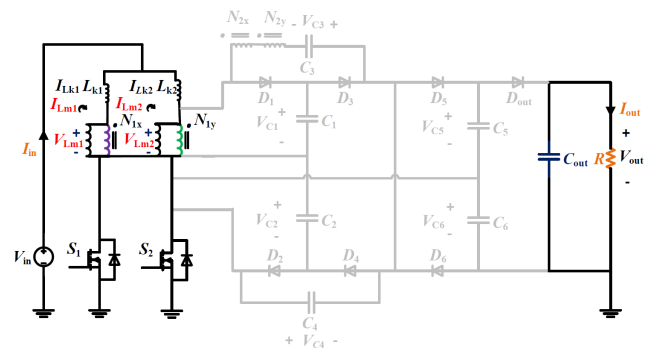 N2x N2y - VC3 +
C3
ILk1 Lk1 ILk2 Lk2
ILm1 ILm2
D1 D3 D5 Dout
Iout
N1x N1y
+ + + + +
VC1 C1 VC5 C5
Iin VLm1 VLm2
- - - -
Cout R Vout
-
+ +
VC2 C2 VC6 C6
- -
S1 S2
Vin
D2 D4 D6
C4
+ VC4 -